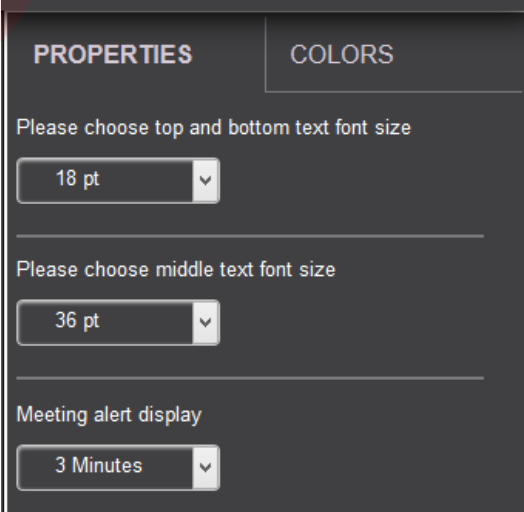 PROPERTIES COLORS
Please choose top and bottom text font size
18 pt
Please choose middle text font size
36 pt
Meeting alert display
3 Minutes